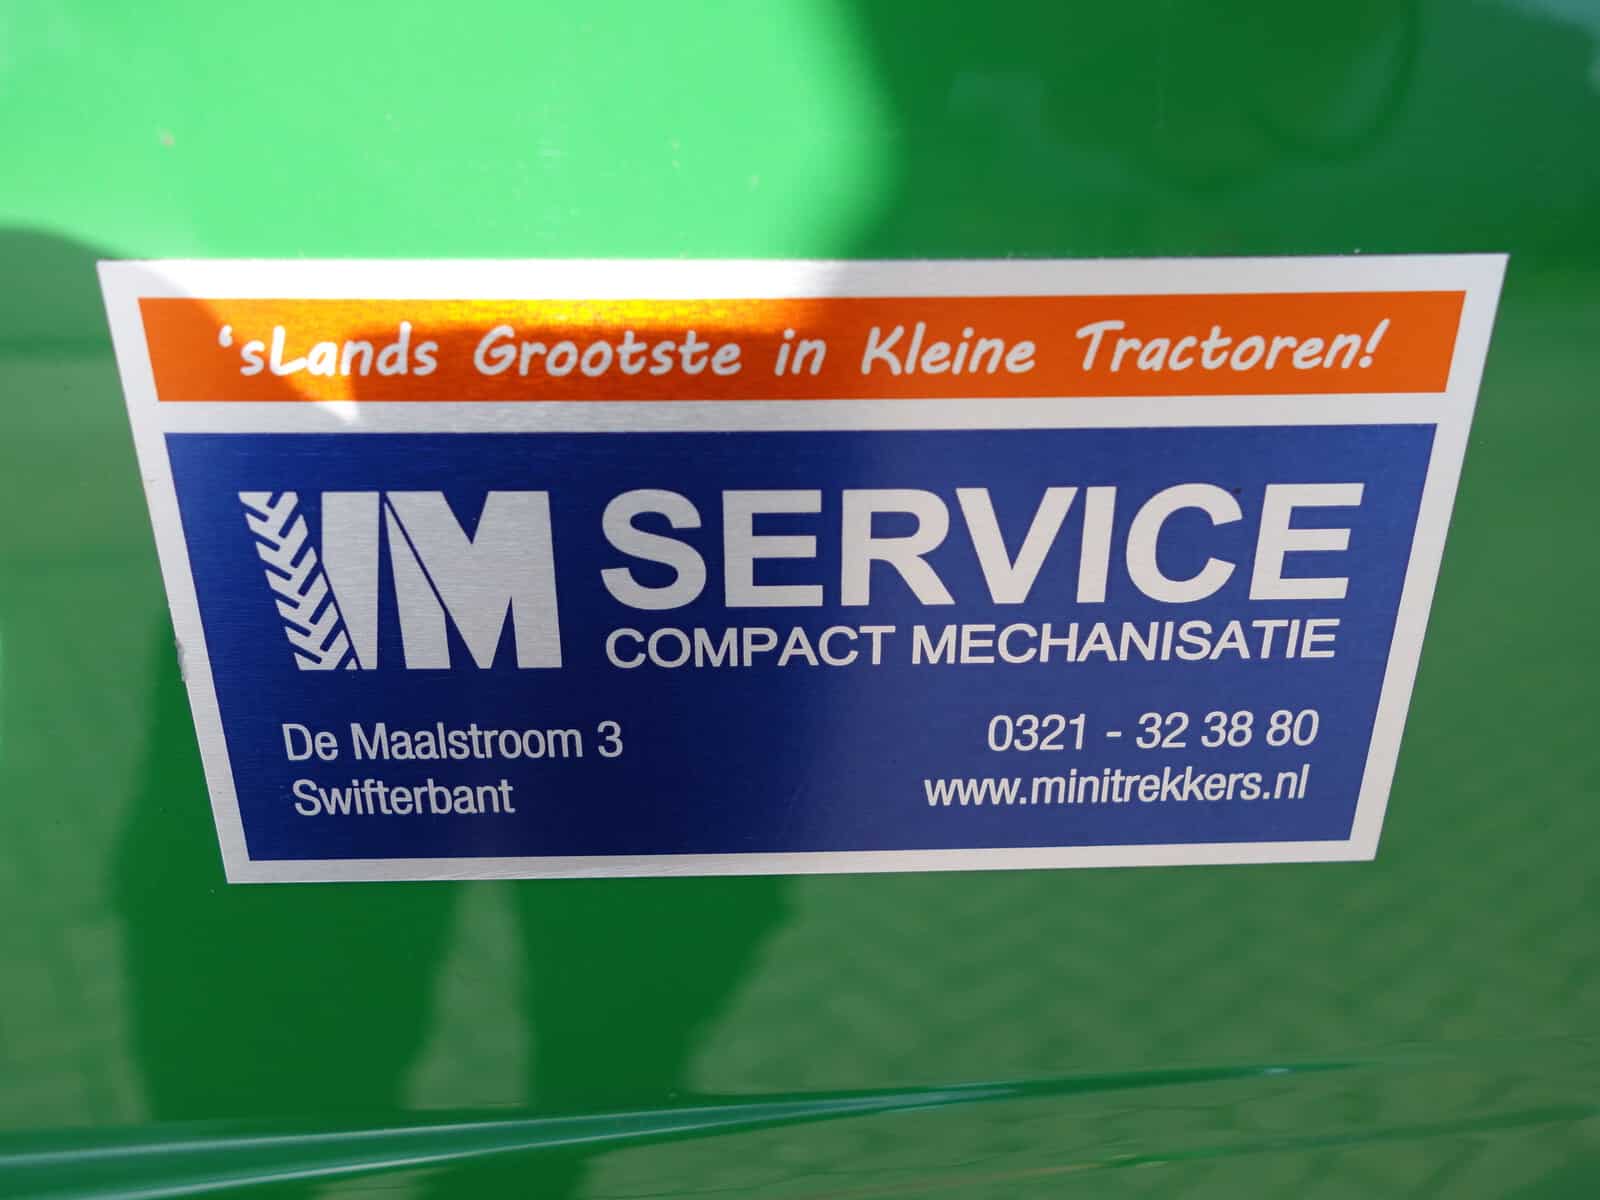 'sLands Grootste in Kleine Tractoren!
IM SERVICE
COMPACT MECHANISATIE
De Maalstroom 3
Swifterbant
0321 - 32 38 80
www.minitrekkers.nl